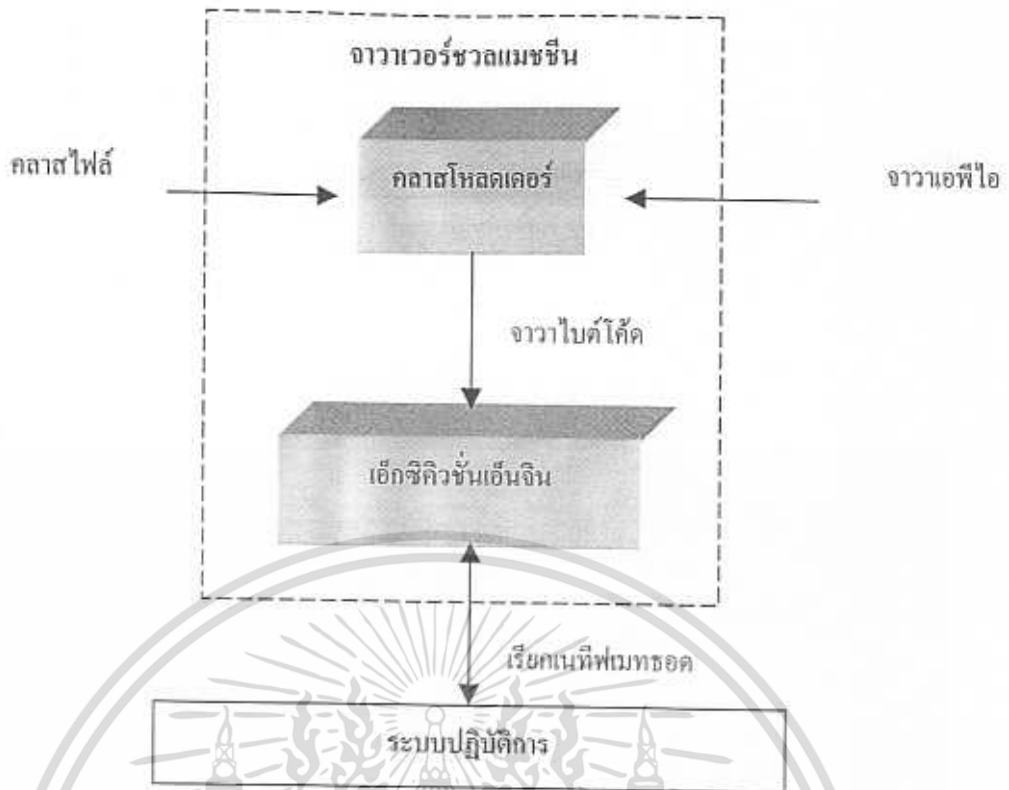 จาวาเวอร์ชวลแมชชีน
คลาสไฟล์
คลาสโหลดเดอร์
จาวาเอพีไอ
จาวาไบต์โค้ด
เอ็กซิคิวชั่นเอ็นจิน
เรียกเนทีฟเมทธอด
ระบบปฏิบัติการ